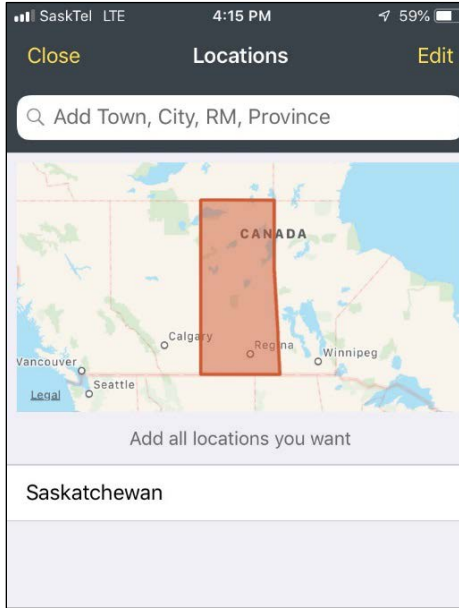 SaskTel LTE 4:15 PM 59%
Close Locations Edit
Add Town, City, RM, Province
CANADA
Calgary
Regina
Winnipeg
Vancouver
Seattle
Legal
Add all locations you want
Saskatchewan